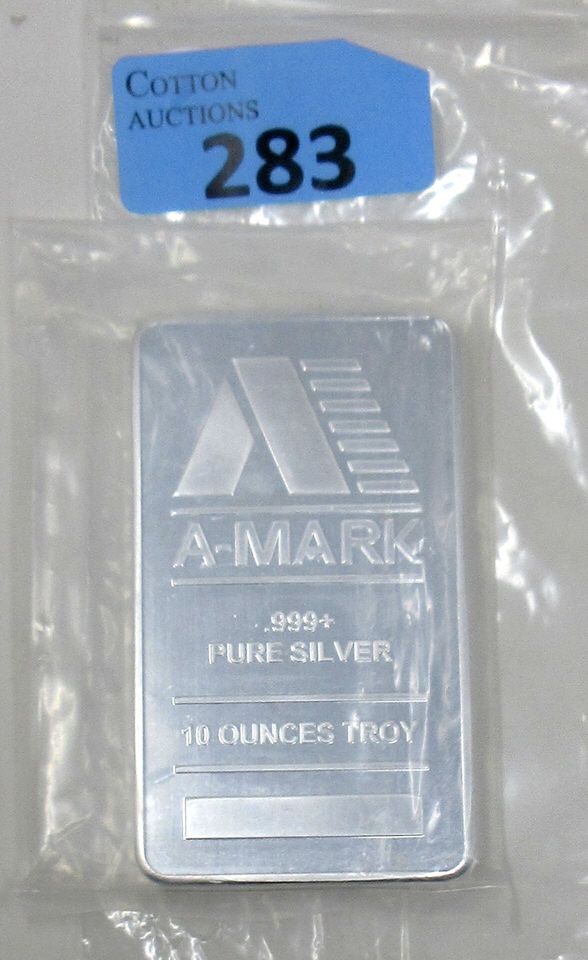 COTTON
AUCTIONS
283
A-MARK
.999+
PURE SILVER
10 OUNCES TROY